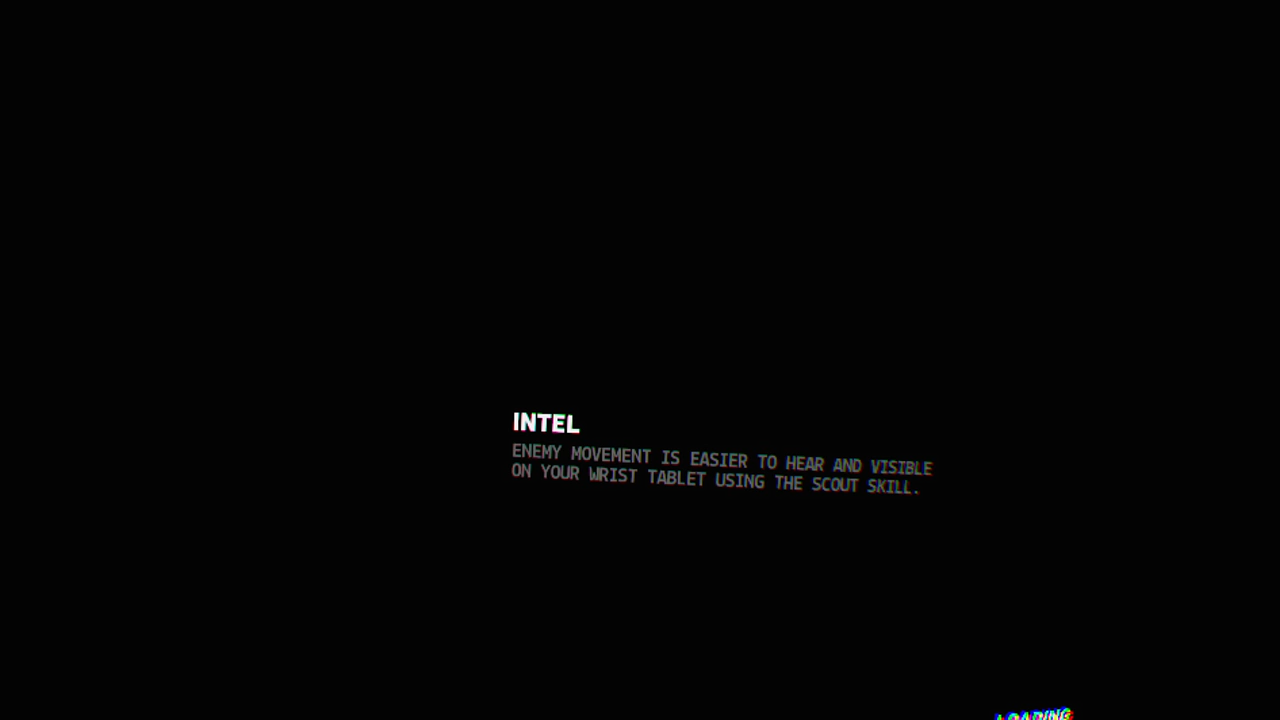 INTEL
ENEMY MOVEMENT IS EASIER TO HEAR AND VISIBLE
ON YOUR WRIST TABLET USING THE SCOUT SKILL.
LOADING